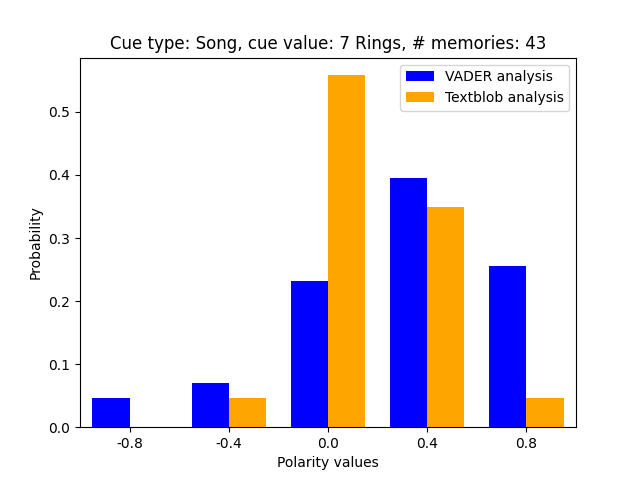 Cue type: Song, cue value: 7 Rings, # memories: 43
VADER analysis
Textblob analysis
Probability
0.5
0.4
0.3
0.2
0.1
0.0
-0.8
-0.4
0.0
0.4
0.8
Polarity values